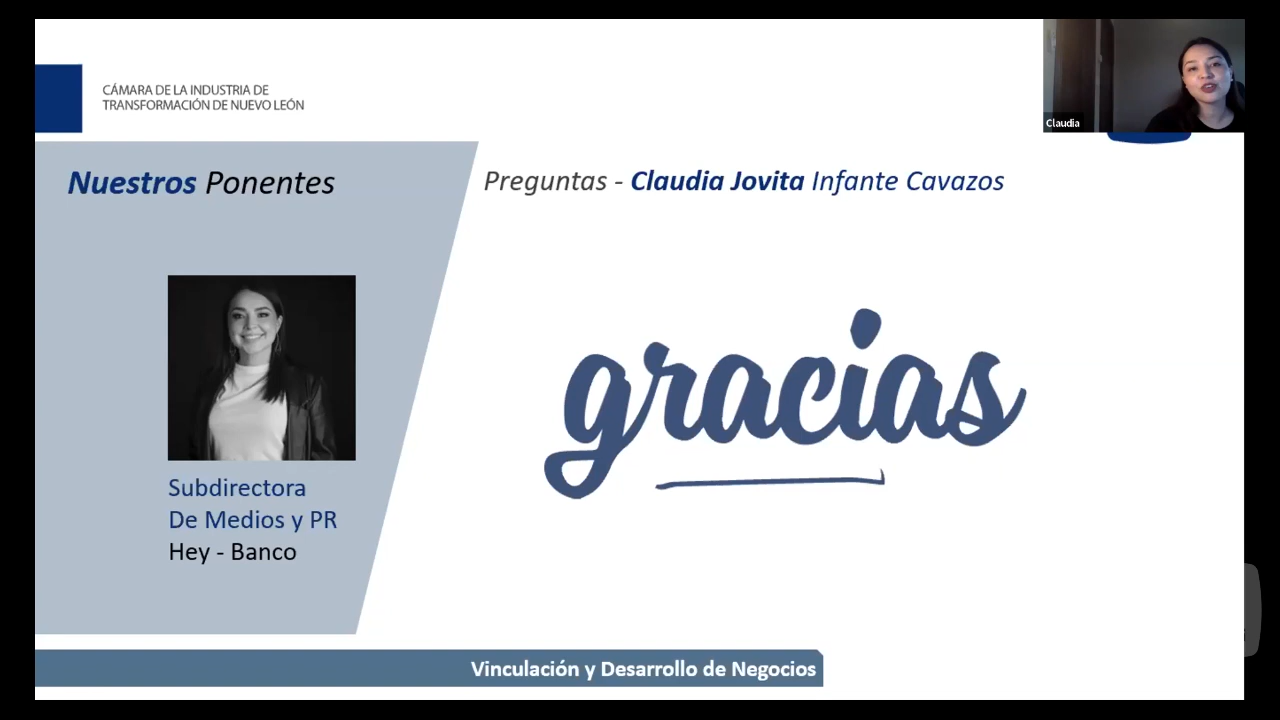 CÁMARA DE LA INDUSTRIA DE
TRANSFORMACIÓN DE NUEVO LEÓN
Claudia
Nuestros Ponentes
Preguntas - Claudia Jovita Infante Cavazos
gracias
Subdirectora
De Medios y PR
Hey - Banco
Vinculación y Desarrollo de Negocios